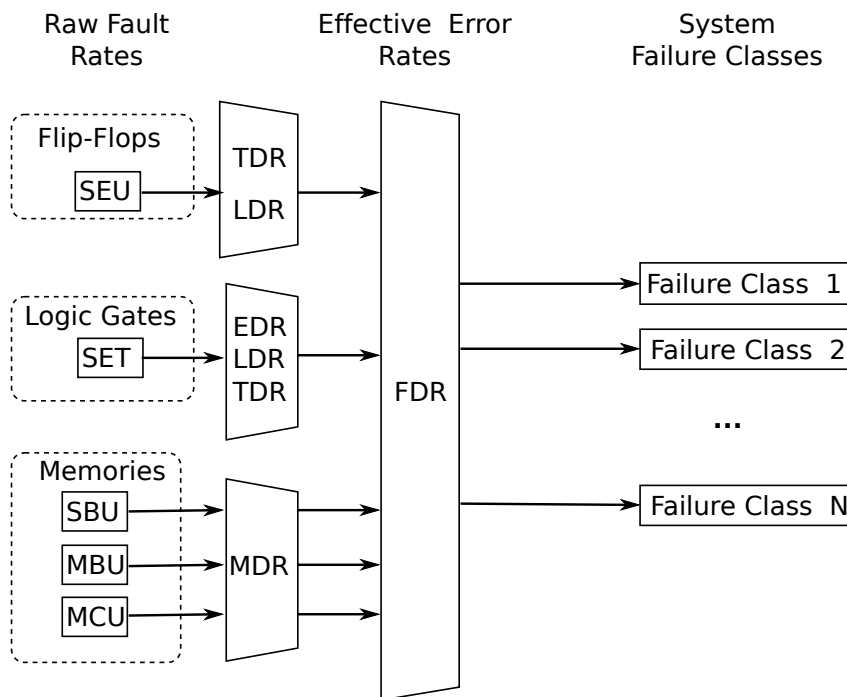 Raw Fault
Rates
Effective Error
Rates
System
Failure Classes
Flip-Flops
SEU
TDR
LDR
Logic Gates
SET
EDR
LDR
TDR
Memories
SBU
MBU
MCU
MDR
FDR
Failure Class 1
Failure Class 2
...
Failure Class N